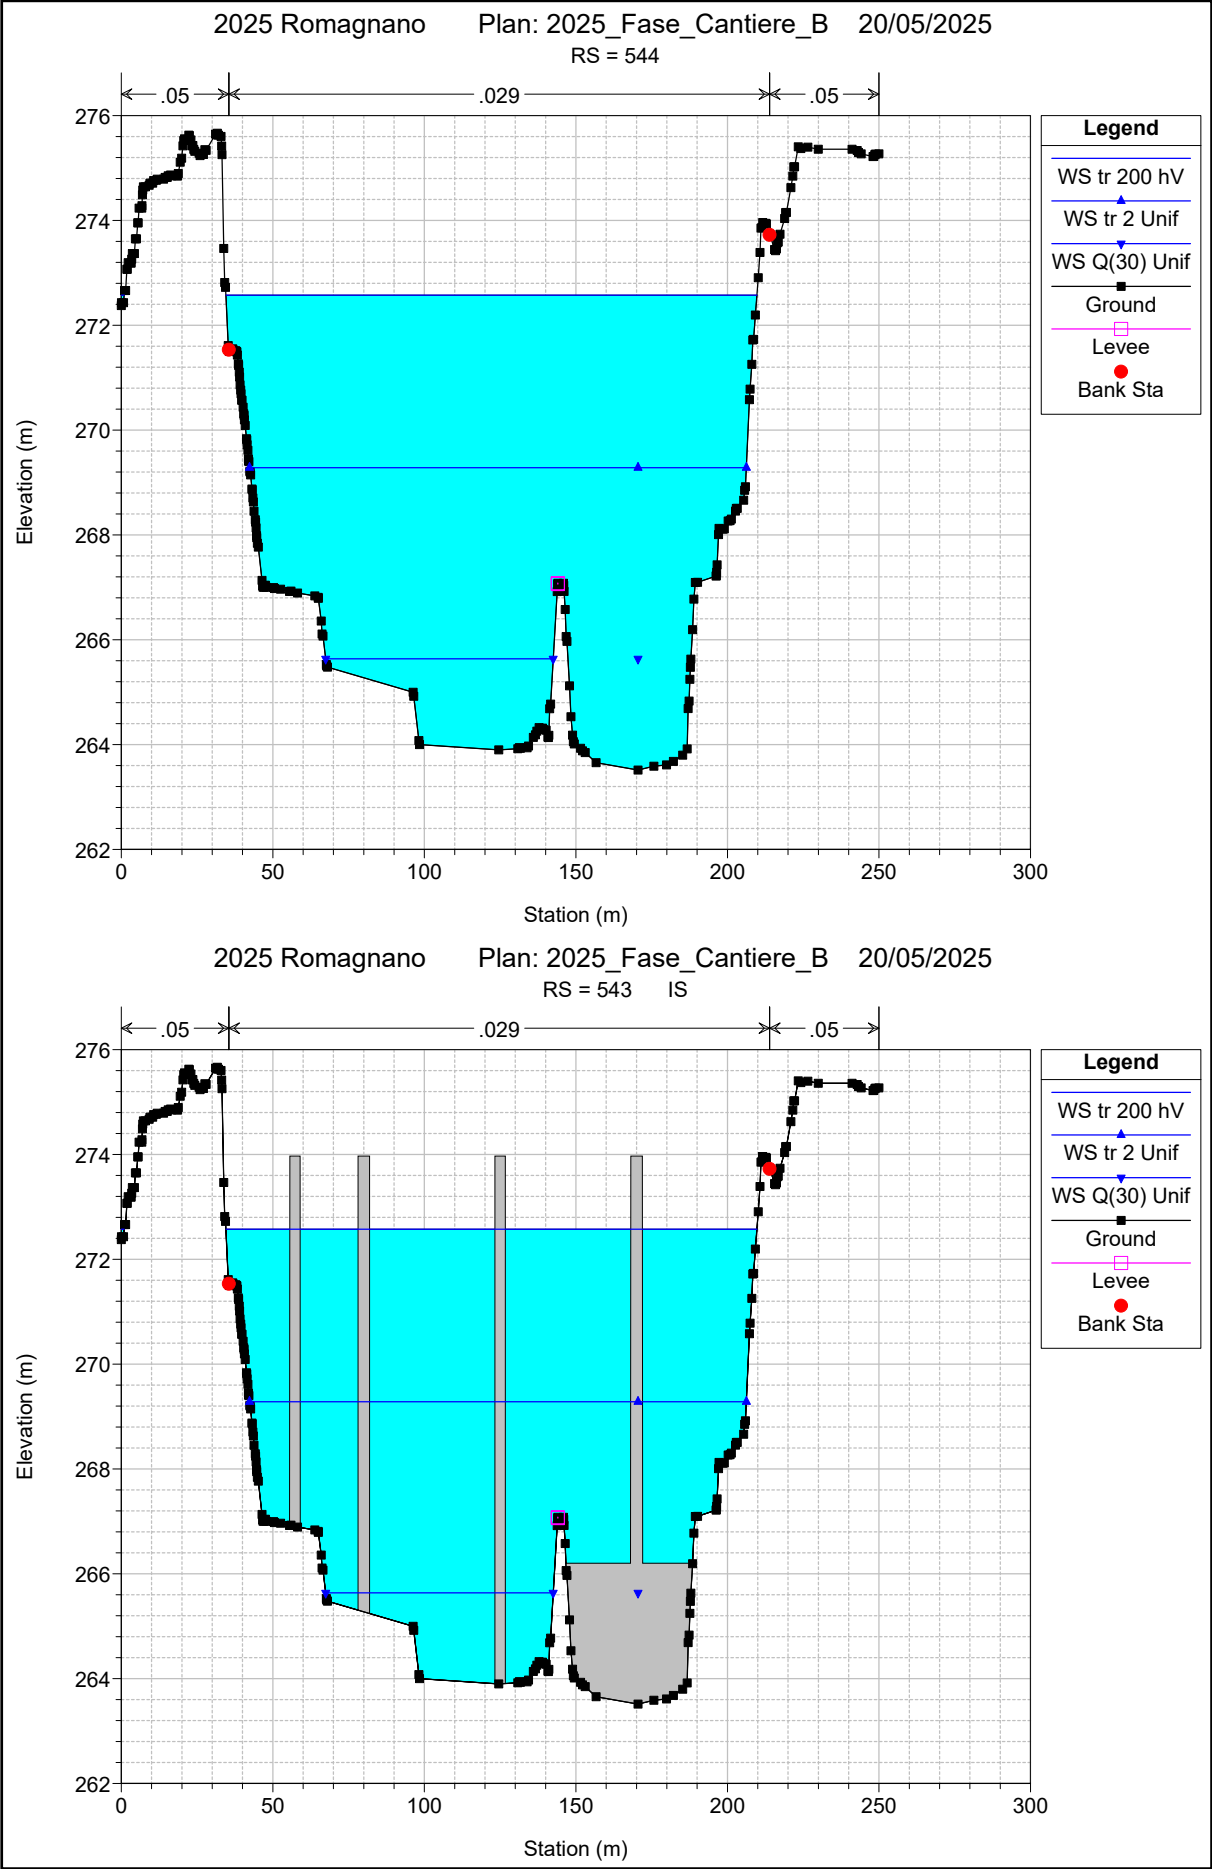 2025 Romagnano Plan: 2025_Fase_Cantiere_B 20/05/2025
RS = 544
.05 .029 .05
Legend
WS tr 200 hV
WS tr 2 Unif
WS Q(30) Unif
Ground
Levee
Bank Sta
276
274
272
270
268
266
264
262
Elevation (m)
0 50 100 150 200 250 300
Station (m)
2025 Romagnano Plan: 2025_Fase_Cantiere_B 20/05/2025
RS = 543 IS
.05 .029 .05
Legend
WS tr 200 hV
WS tr 2 Unif
WS Q(30) Unif
Ground
Levee
Bank Sta
276
274
272
270
268
266
264
262
Elevation (m)
0 50 100 150 200 250 300
Station (m)